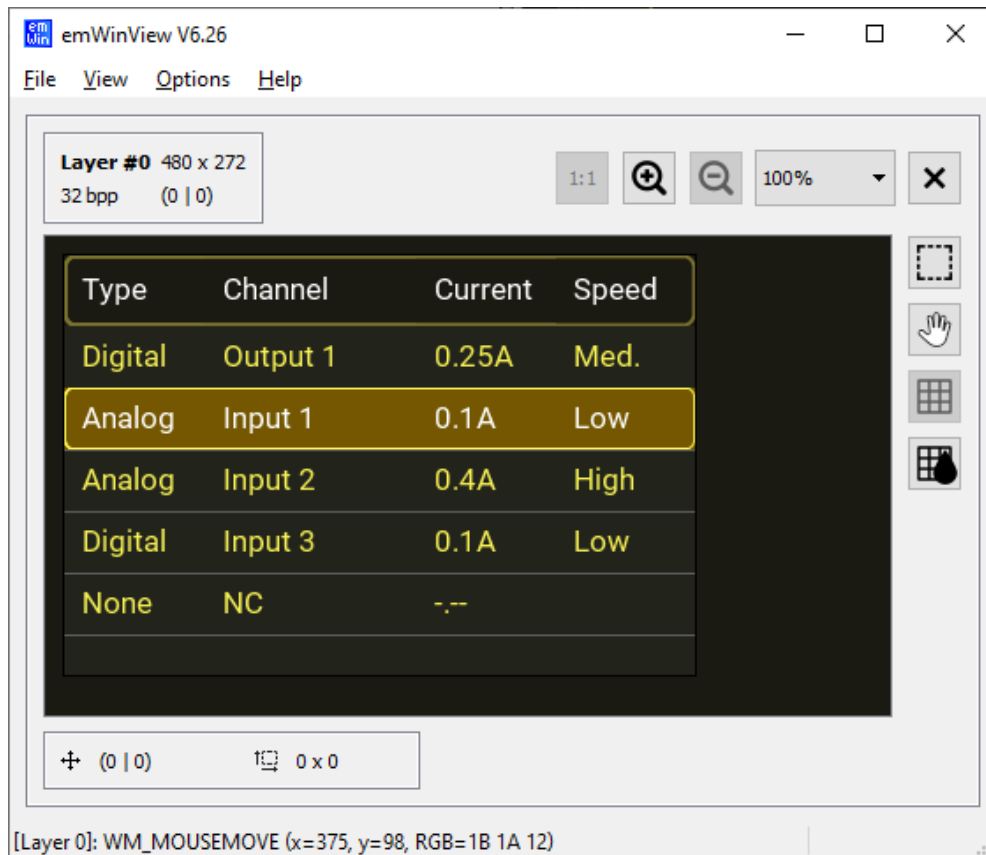 em Win emWinView V6.26
File View Options Help
Layer #0 480 x 272
32 bpp (0 | 0)
1:1 100%
Type Channel Current Speed
Digital Output 1 0.25A Med.
Analog Input 1 0.1A Low
Analog Input 2 0.4A High
Digital Input 3 0.1A Low
None NC -.--
(0 | 0) 0 x 0
[Layer 0]: WM_MOUSEMOVE (x=375, y=98, RGB=1B 1A 12)